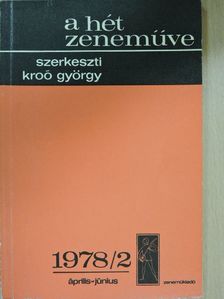 a hét
zeneműve
szerkeszti
kroó györgy
1978/2
április-június
zeneműkiadó